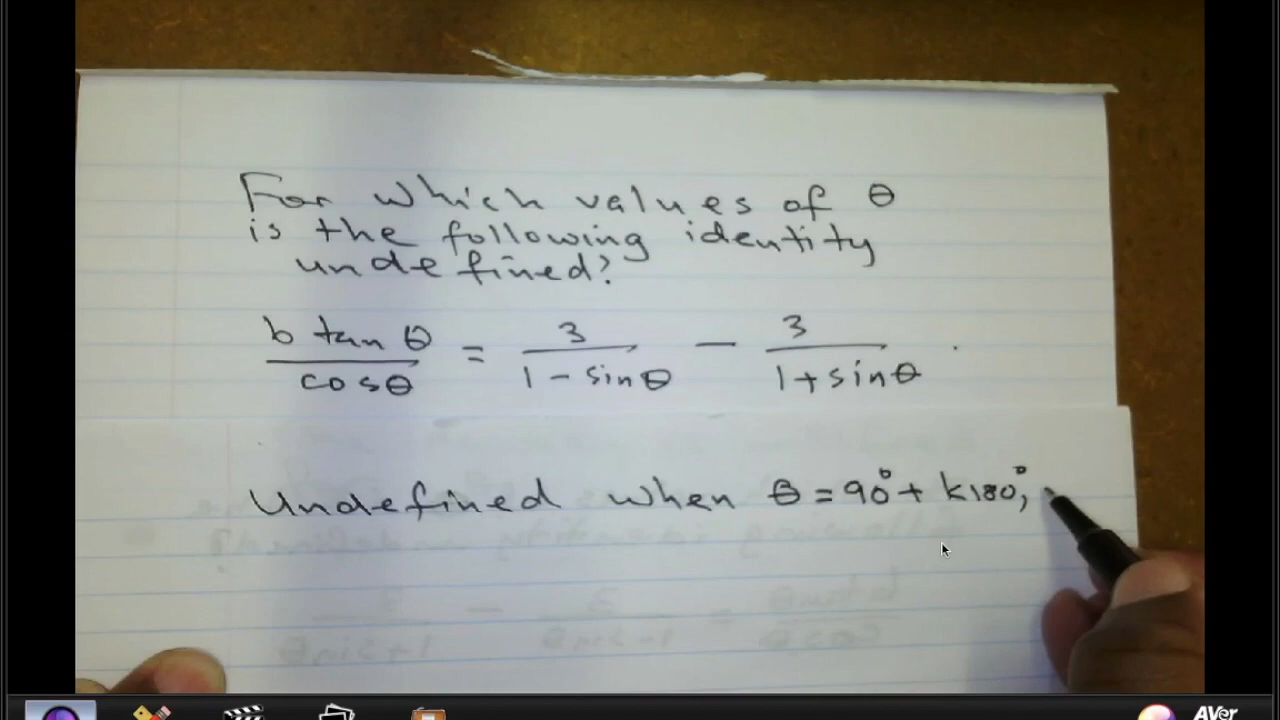 For which values of θ
is the following identity
undefined?
6 tan θ / cos θ = 3 / 1 - sin θ - 3 / 1 + sin θ .
Undefined when θ = 90° + k180°;
AVer